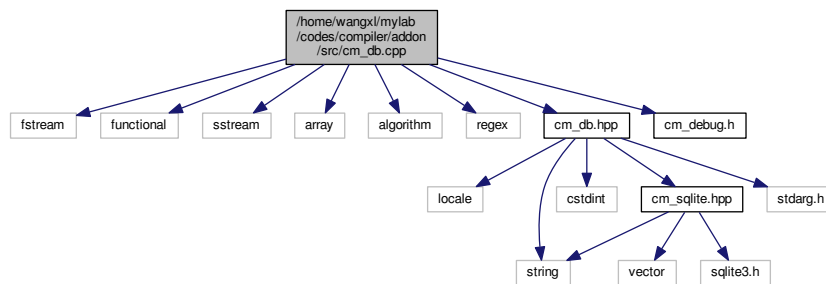 /home/wangxl/mylab
/codes/compiler/addon
/src/cm_db.cpp
fstream
functional
sstream
array
algorithm
regex
cm_db.hpp
cm_debug.h
locale
cstdint
cm_sqlite.hpp
stdarg.h
string
vector
sqlite3.h